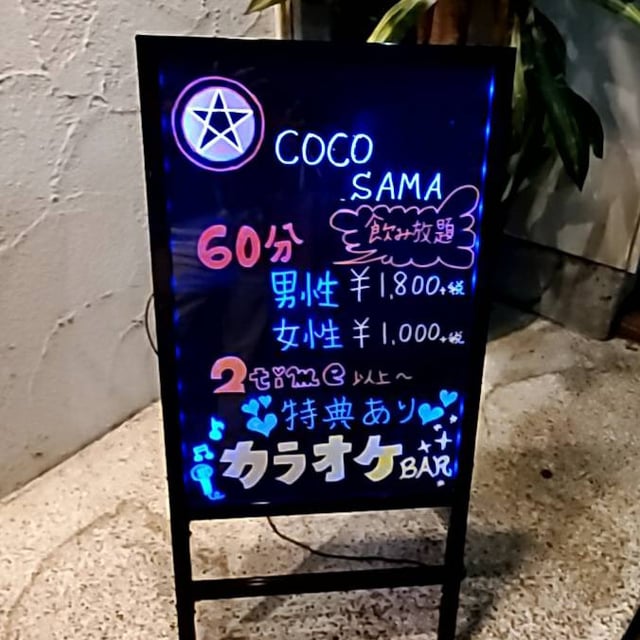 COCO
SAMA
飲み放題
60分
男性 ¥1,800+税
女性 ¥1,000+税
2time以上~
特典あり
カラオケBAR